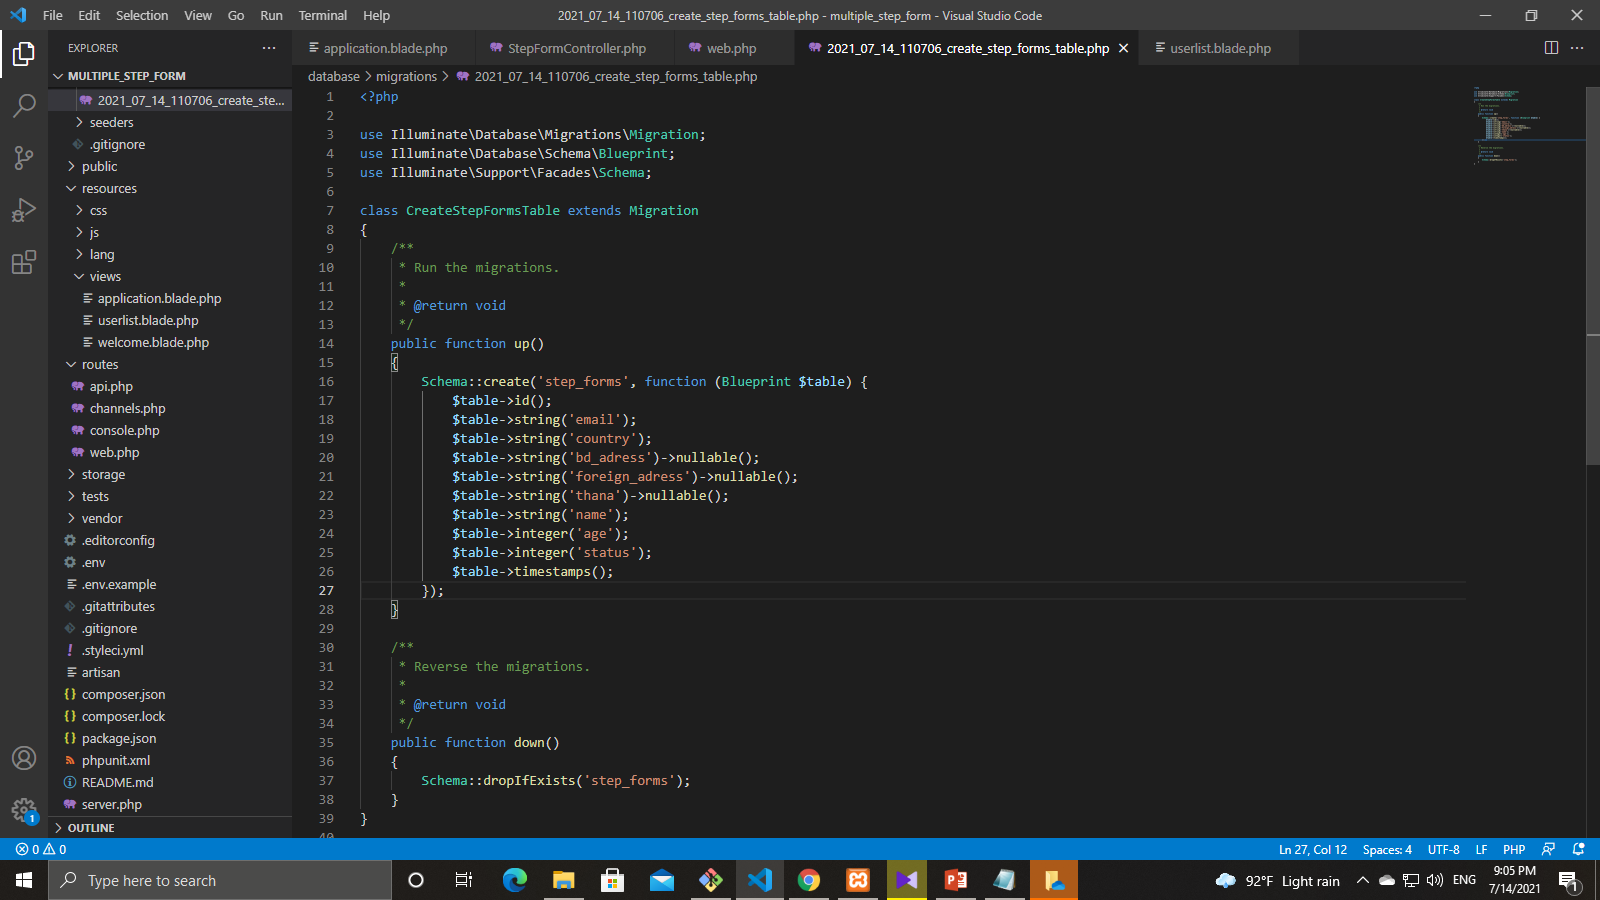 File Edit Selection View Go Run Terminal Help
2021_07_14_110706_create_step_forms_table.php - multiple_step_form - Visual Studio Code
EXPLORER
MULTIPLE_STEP_FORM
2021_07_14_110706_create_ste...
seeders
.gitignore
public
resources
css
js
lang
views
application.blade.php
userlist.blade.php
welcome.blade.php
routes
api.php
channels.php
console.php
web.php
storage
tests
vendor
.editorconfig
.env
.env.example
.gitattributes
.gitignore
.styleci.yml
artisan
composer.json
composer.lock
package.json
phpunit.xml
README.md
server.php
OUTLINE
application.blade.php StepFormController.php web.php 2021_07_14_110706_create_step_forms_table.php userlist.blade.php
database > migrations > 2021_07_14_110706_create_step_forms_table.php
1 <?php
2
3 use Illuminate\Database\Migrations\Migration;
4 use Illuminate\Database\Schema\Blueprint;
5 use Illuminate\Support\Facades\Schema;
6
7 class CreateStepFormsTable extends Migration
8 {
9 /**
10 * Run the migrations.
11 *
12 * @return void
13 */
14 public function up()
15 {
16 Schema::create('step_forms', function (Blueprint $table) {
17 $table->id();
18 $table->string('email');
19 $table->string('country');
20 $table->string('bd_adress')->nullable();
21 $table->string('foreign_adress')->nullable();
22 $table->string('thana')->nullable();
23 $table->string('name');
24 $table->integer('age');
25 $table->integer('status');
26 $table->timestamps();
27 });
28 }
29
30 /**
31 * Reverse the migrations.
32 *
33 * @return void
34 */
35 public function down()
36 {
37 Schema::dropIfExists('step_forms');
38 }
39 }
40
1
0 0
Ln 27, Col 12 Spaces: 4 UTF-8 LF PHP
Type here to search
92°F Light rain
ENG
9:05 PM
7/14/2021
1